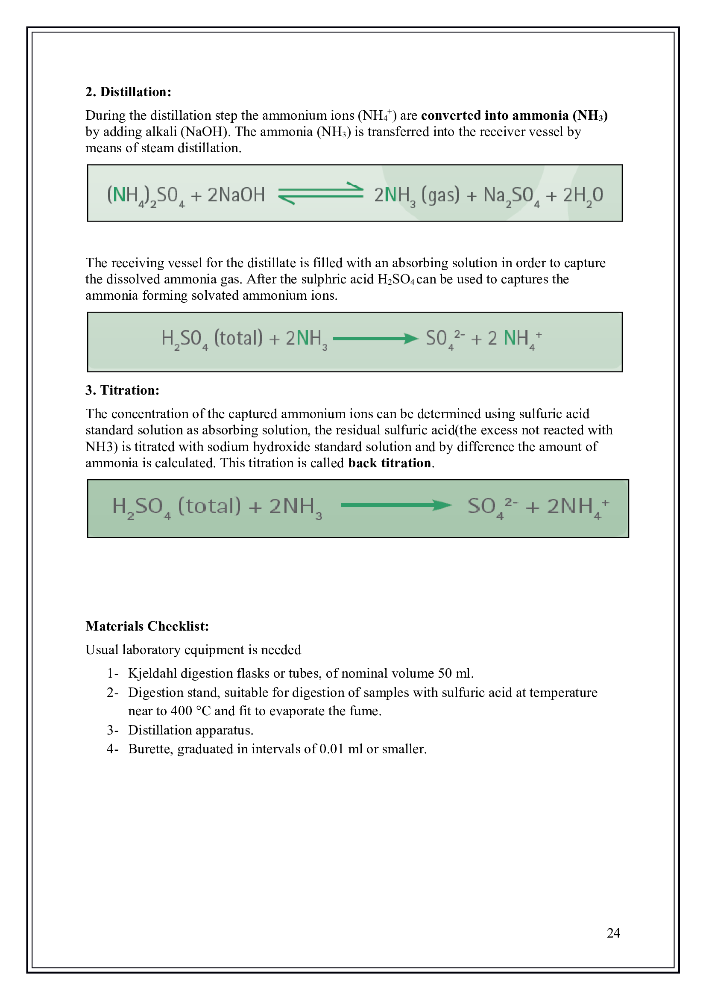 2. Distillation:
During the distillation step the ammonium ions (NH₄⁺) are converted into ammonia (NH₃)
by adding alkali (NaOH). The ammonia (NH₃) is transferred into the receiver vessel by
means of steam distillation.
(NH₄)₂SO₄ + 2NaOH ⇌ 2NH₃ (gas) + Na₂SO₄ + 2H₂O
The receiving vessel for the distillate is filled with an absorbing solution in order to capture
the dissolved ammonia gas. After the sulphric acid H₂SO₄ can be used to captures the
ammonia forming solvated ammonium ions.
H₂SO₄ (total) + 2NH₃ → SO₄²⁻ + 2 NH₄⁺
3. Titration:
The concentration of the captured ammonium ions can be determined using sulfuric acid
standard solution as absorbing solution, the residual sulfuric acid(the excess not reacted with
NH3) is titrated with sodium hydroxide standard solution and by difference the amount of
ammonia is calculated. This titration is called back titration.
H₂SO₄ (total) + 2NH₃ → SO₄²⁻ + 2NH₄⁺
Materials Checklist:
Usual laboratory equipment is needed
1- Kjeldahl digestion flasks or tubes, of nominal volume 50 ml.
2- Digestion stand, suitable for digestion of samples with sulfuric acid at temperature
near to 400 °C and fit to evaporate the fume.
3- Distillation apparatus.
4- Burette, graduated in intervals of 0.01 ml or smaller.
24